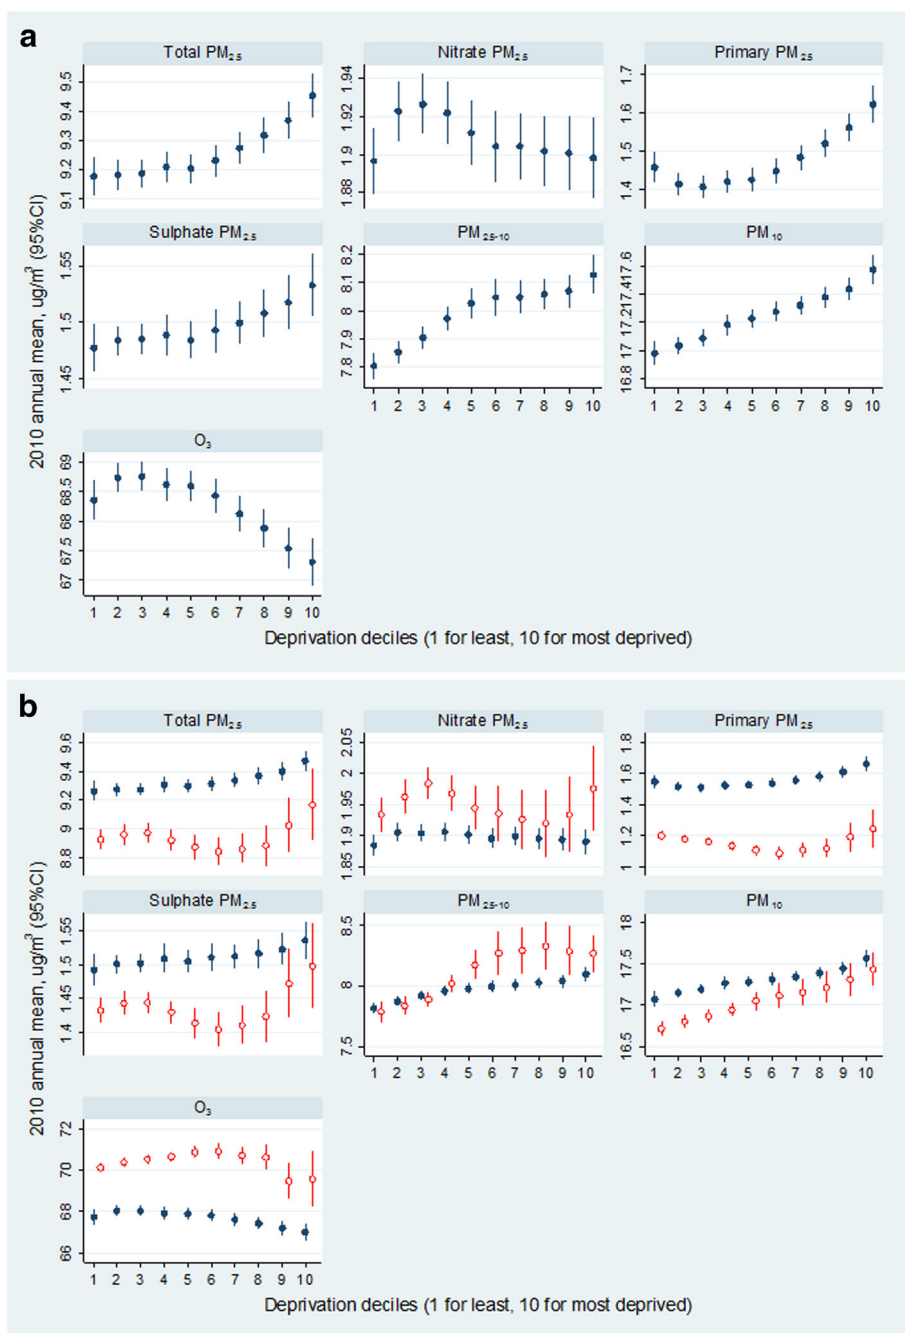 a
Total PM2.5
Nitrate PM2.5
Primary PM2.5
9.5
9.4
9.3
9.2
9.1
1.94
1.92
1.9
1.88
1.7
1.6
1.5
1.4
Sulphate PM2.5
PM2.5-10
PM10
1.55
1.5
1.45
8.2
8.1
8
7.9
7.8
17.6
17.4
17.2
17
16.8
1 2 3 4 5 6 7 8 9 10
1 2 3 4 5 6 7 8 9 10
O3
69
68.5
68
67.5
67
1 2 3 4 5 6 7 8 9 10
2010 annual mean, ug/m3 (95%CI)
Deprivation deciles (1 for least, 10 for most deprived)
b
Total PM2.5
Nitrate PM2.5
Primary PM2.5
9.6
9.4
9.2
9
8.8
2.05
2
1.95
1.9
1.85
1.8
1.6
1.4
1.2
1
Sulphate PM2.5
PM2.5-10
PM10
1.55
1.5
1.45
1.4
8.5
8
7.5
18
17.5
17
16.5
1 2 3 4 5 6 7 8 9 10
1 2 3 4 5 6 7 8 9 10
O3
72
70
68
66
1 2 3 4 5 6 7 8 9 10
2010 annual mean, ug/m3 (95%CI)
Deprivation deciles (1 for least, 10 for most deprived)